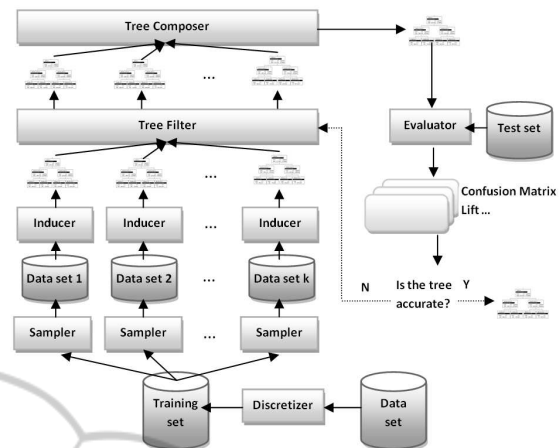 Tree Composer
...
Tree Filter
Evaluator
Test set
...
Confusion Matrix
Lift ...
Inducer Inducer ... Inducer
Data set 1 Data set 2 ... Data set k
N
Is the tree
accurate?
Y
Sampler Sampler ... Sampler
Training
set
Discretizer
Data
set